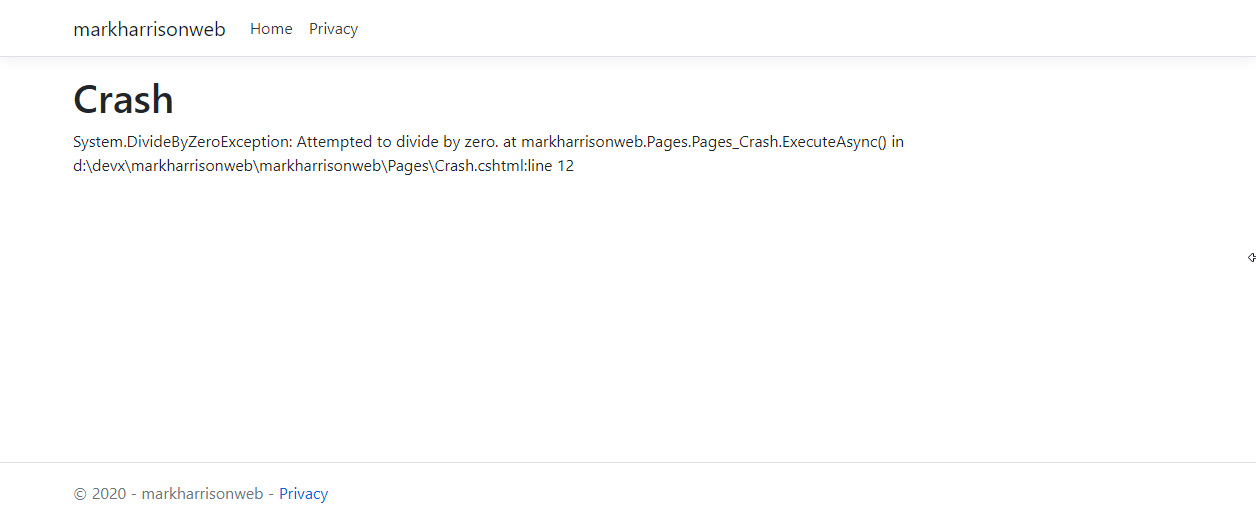 markharrisonweb Home Privacy
Crash
System.DivideByZeroException: Attempted to divide by zero. at markharrisonweb.Pages.Pages_Crash.ExecuteAsync() in
d:\devx\markharrisonweb\markharrisonweb\Pages\Crash.cshtml:line 12
© 2020 - markharrisonweb - Privacy